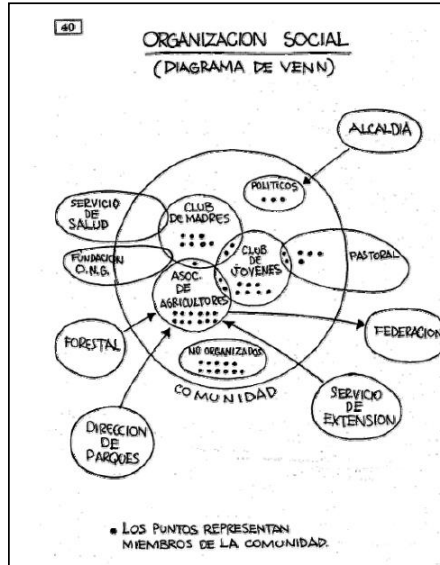 40
ORGANIZACION SOCIAL
(DIAGRAMA DE VENN)
ALCALDIA
POLITICOS
SERVICIO
DE
SALUD
CLUB
DE MADRES
FUNDACION
O.N.G.
CLUB
DE
JOVENES
PASTORAL
ASOC.
DE
AGRICULTORES
FORESTAL
FEDERACION
NO ORGANIZADOS
COMUNIDAD
DIRECCION
DE
PARQUES
SERVICIO
DE
EXTENSION
• LOS PUNTOS REPRESENTAN
MIEMBROS DE LA COMUNIDAD.